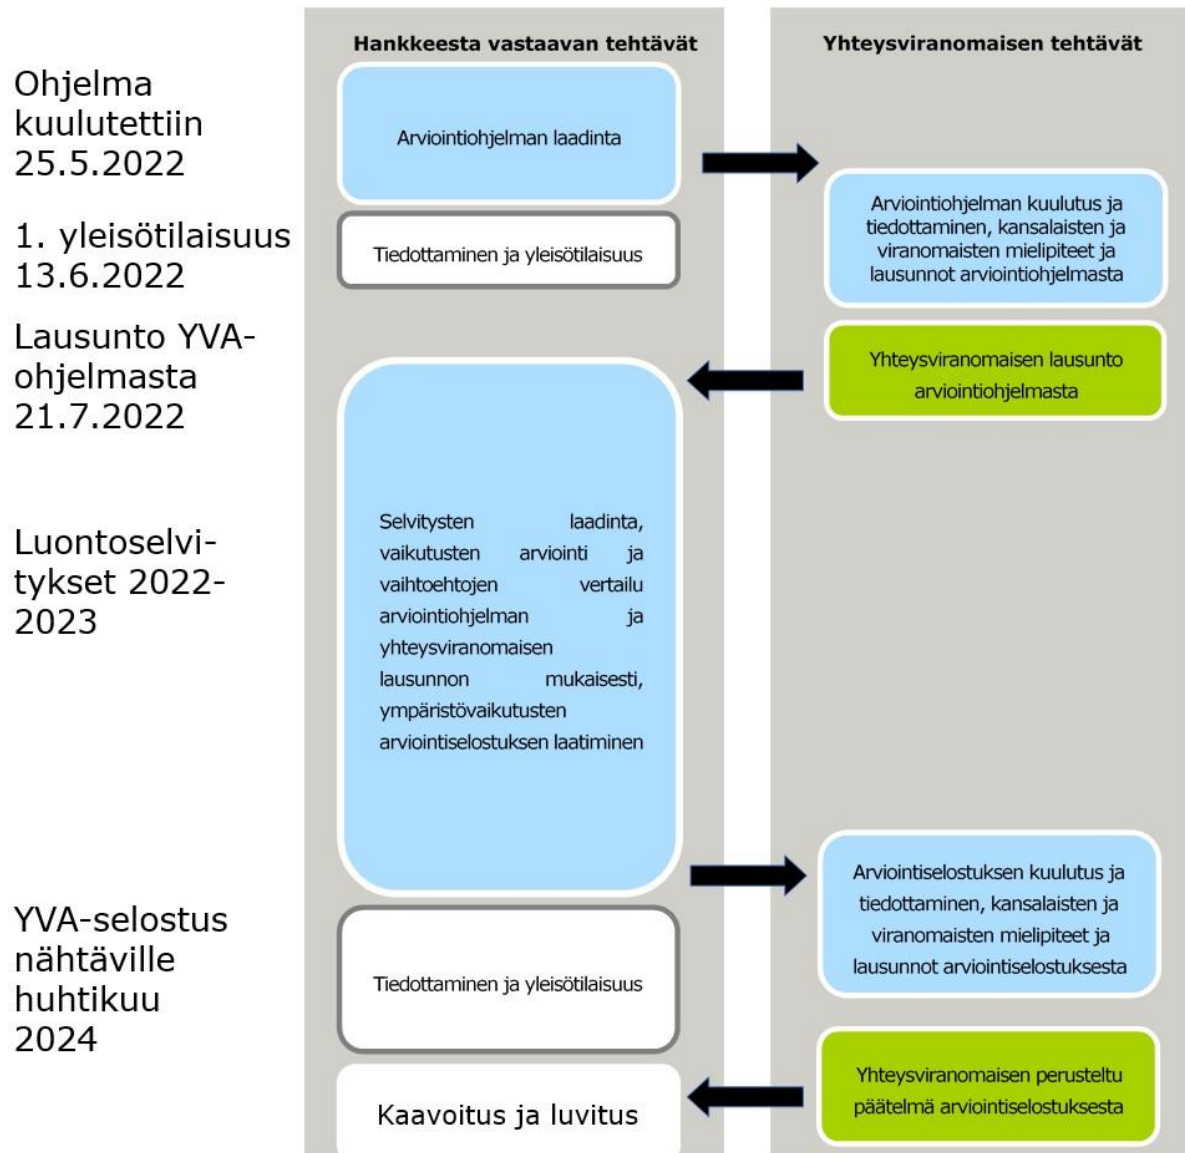 Hankkeesta vastaavan tehtävät
Yhteysviranomaisen tehtävät
Ohjelma
kuulutettiin
25.5.2022
Arviointiohjelman laadinta
Arviointiohjelman kuulutus ja
tiedottaminen, kansalaisten ja
viranomaisten mielipiteet ja
lausunnot arviointiohjelmasta
1. yleisötilaisuus
13.6.2022
Tiedottaminen ja yleisötilaisuus
Lausunto YVA-
ohjelmasta
21.7.2022
Yhteysviranomaisen lausunto
arviointiohjelmasta
Luontoselvi-
tykset 2022-
2023
Selvitysten laadinta,
vaikutusten arviointi ja
vaihtoehtojen vertailu
arviointiohjelman ja
yhteysviranomaisen
lausunnon mukaisesti,
ympäristövaikutusten
arviointiselostuksen laatiminen
Arviointiselostuksen kuulutus ja
tiedottaminen, kansalaisten ja
viranomaisten mielipiteet ja
lausunnot arviointiselostuksesta
YVA-selostus
nähtäville
huhtikuu
2024
Tiedottaminen ja yleisötilaisuus
Yhteysviranomaisen perusteltu
päätelmä arviointiselostuksesta
Kaavoitus ja luvitus